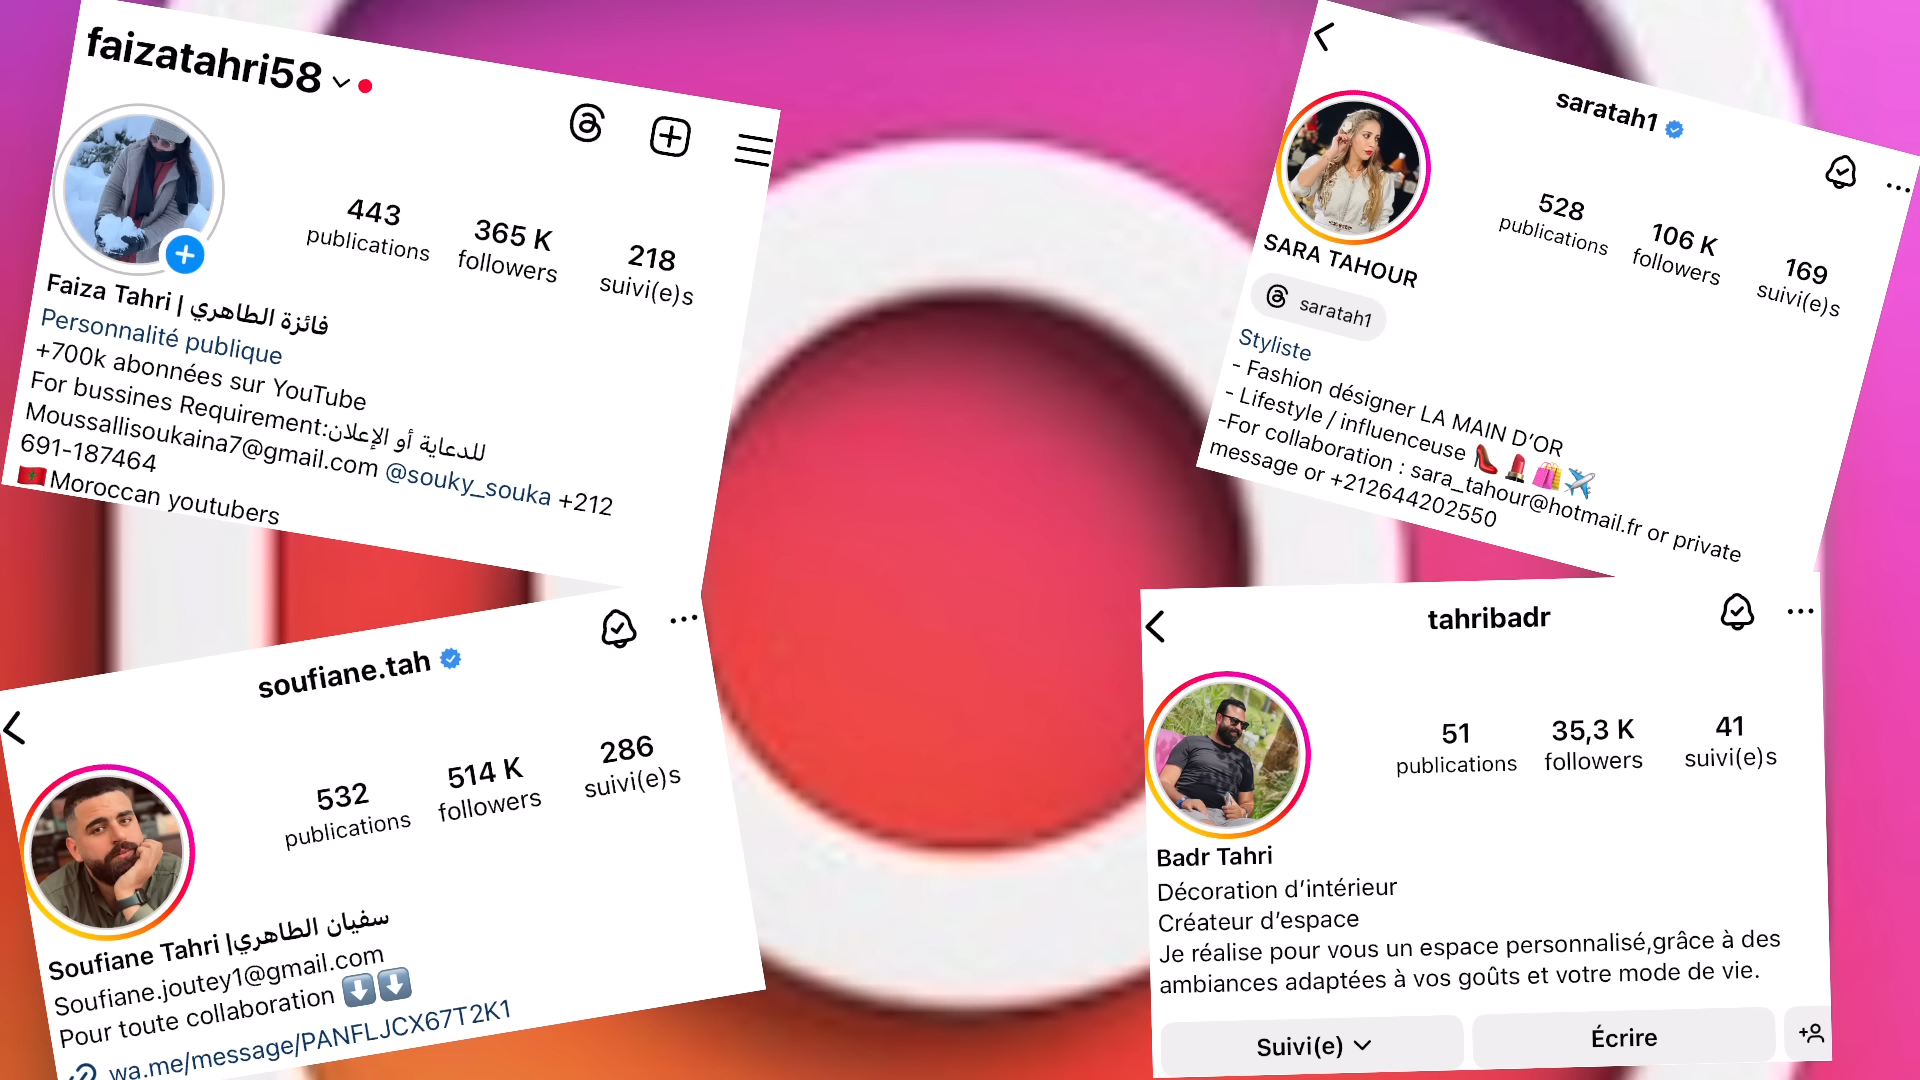 faizatahri58
443
publications
365 K
followers
218
suivi(e)s
Faiza Tahri | فائزة الطاهري
Personnalité publique
+700k abonnées sur YouTube
For bussines Requirement:للدعاية أو الإعلان
Moussallisoukaina7@gmail.com @souky_souka +212
691-187464
🇲🇦Moroccan youtubers
saratah1
528
publications
106 K
followers
169
suivi(e)s
SARA TAHOUR
saratah1
Styliste
- Fashion désigner LA MAIN D’OR
- Lifestyle / influenceuse 👠💄🛍️✈️
-For collaboration : sara_tahour@hotmail.fr or private
message or +212644202550
soufiane.tah
532
publications
514 K
followers
286
suivi(e)s
Soufiane Tahri |سفيان الطاهري
Soufiane.joutey1@gmail.com
Pour toute collaboration ⬇️⬇️
wa.me/message/PANFLJCX67T2K1
tahribadr
51
publications
35,3 K
followers
41
suivi(e)s
Badr Tahri
Décoration d’intérieur
Créateur d’espace
Je réalise pour vous un espace personnalisé,grâce à des
ambiances adaptées à vos goûts et votre mode de vie.
Suivi(e)
Écrire